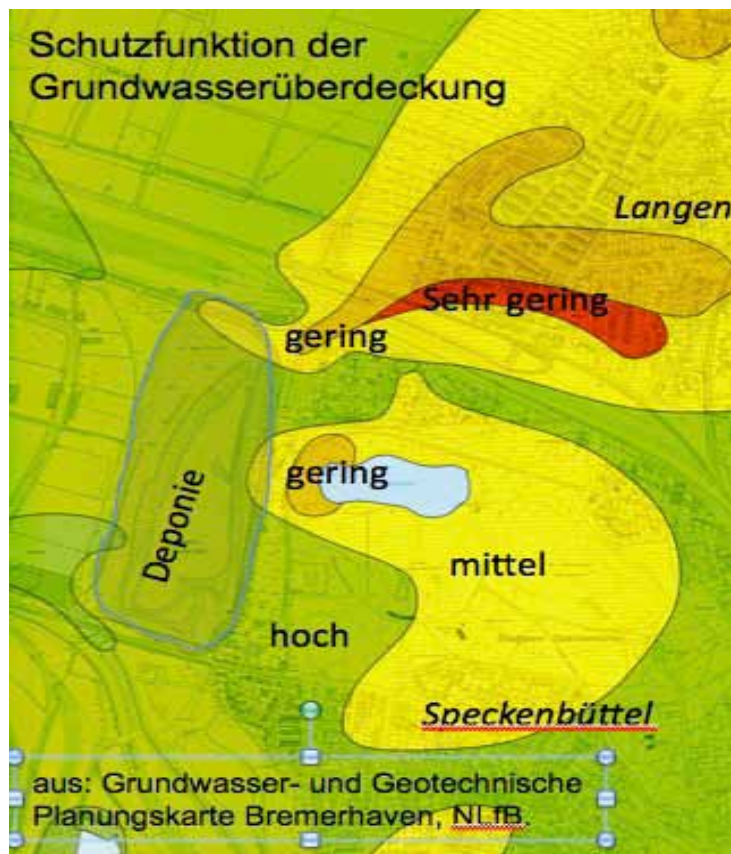 Schutzfunktion der
Grundwasserüberdeckung
Langen
Sehr gering
gering
gering
Deponie
mittel
hoch
Speckenbüttel
aus: Grundwasser- und Geotechnische
Planungskarte Bremerhaven, NLfB.